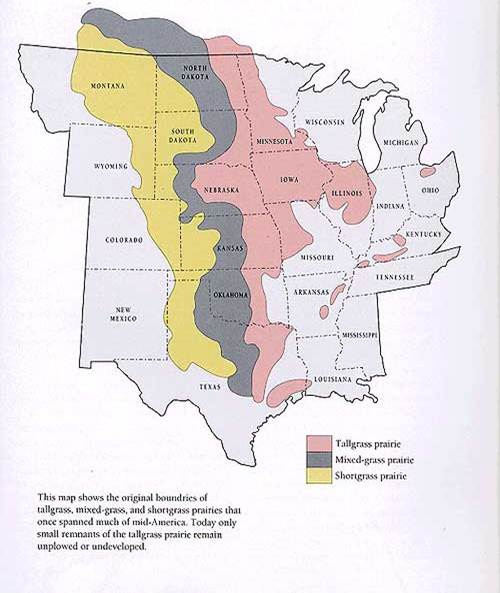 NORTH
DAKOTA
MONTANA
WISCONSIN
SOUTH
DAKOTA
MINNESOTA
MICHIGAN
WYOMING
NEBRASKA
IOWA
ILLINOIS
OHIO
INDIANA
COLORADO
KANSAS
KENTUCKY
MISSOURI
TENNESSEE
ARKANSAS
OKLAHOMA
NEW
MEXICO
MISSISSIPPI
TEXAS
LOUISIANA
Tallgrass prairie
Mixed-grass prairie
Shortgrass prairie
This map shows the original boundries of
tallgrass, mixed-grass, and shortgrass prairies that
once spanned much of mid-America. Today only
small remnants of the tallgrass prairie remain
unplowed or undeveloped.